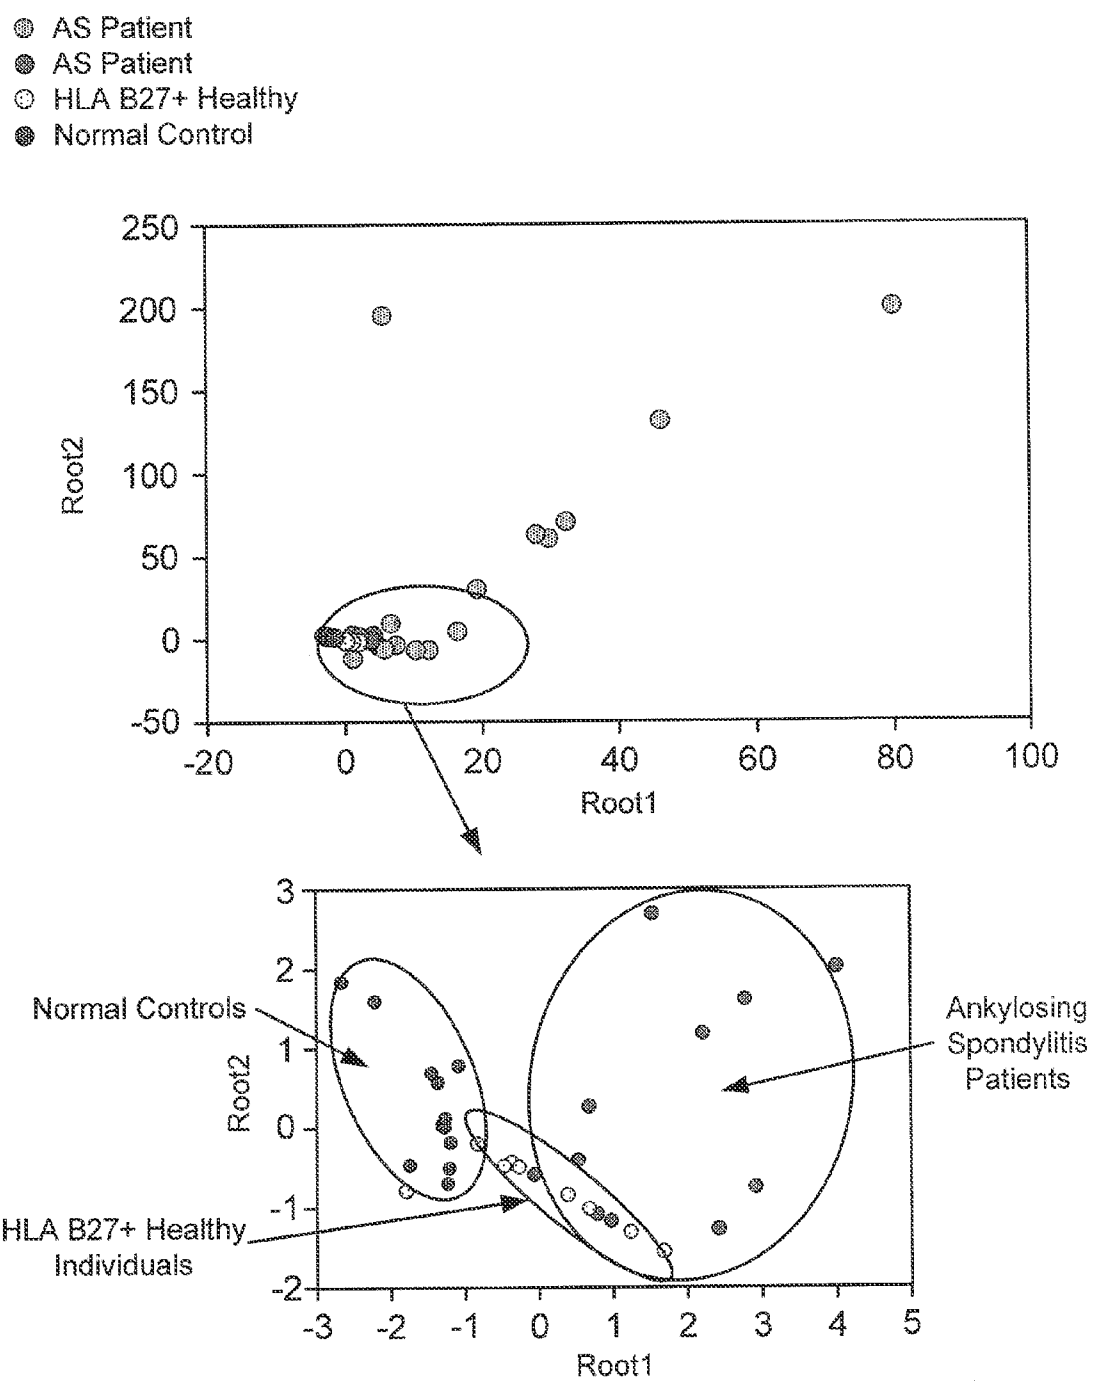 AS Patient
AS Patient
HLA B27+ Healthy
Normal Control
250
200
150
100
50
0
-50
Root2
-20 0 20 40 60 80 100
Root1
3
2
1
0
-1
-2
Root2
Normal Controls
HLA B27+ Healthy
Individuals
Ankylosing
Spondylitis
Patients
-3 -2 -1 0 1 2 3 4 5
Root1